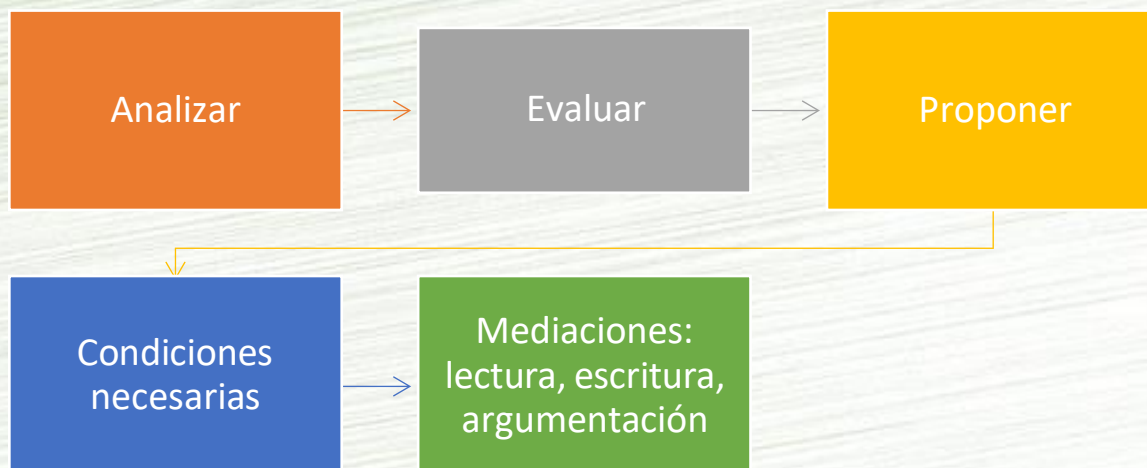 Analizar
Evaluar
Proponer
Condiciones
necesarias
Mediaciones:
lectura, escritura,
argumentación